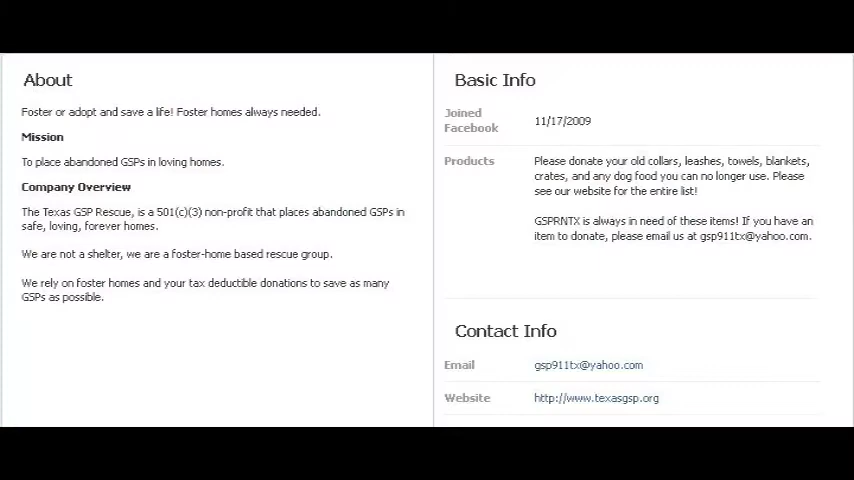 About
Foster or adopt and save a life! Foster homes always needed.
Mission
To place abandoned GSPs in loving homes.
Company Overview
The Texas GSP Rescue, is a 501(c)(3) non-profit that places abandoned GSPs in
safe, loving, forever homes.
We are not a shelter, we are a foster-home based rescue group.
We rely on foster homes and your tax deductible donations to save as many
GSPs as possible.
Basic Info
Joined
Facebook
11/17/2009
Products
Please donate your old collars, leashes, towels, blankets,
crates, and any dog food you can no longer use. Please
see our website for the entire list!
GSPRNTX is always in need of these items! If you have an
item to donate, please email us at gsp911tx@yahoo.com.
Contact Info
Email
gsp911tx@yahoo.com
Website
http://www.texasgsp.org